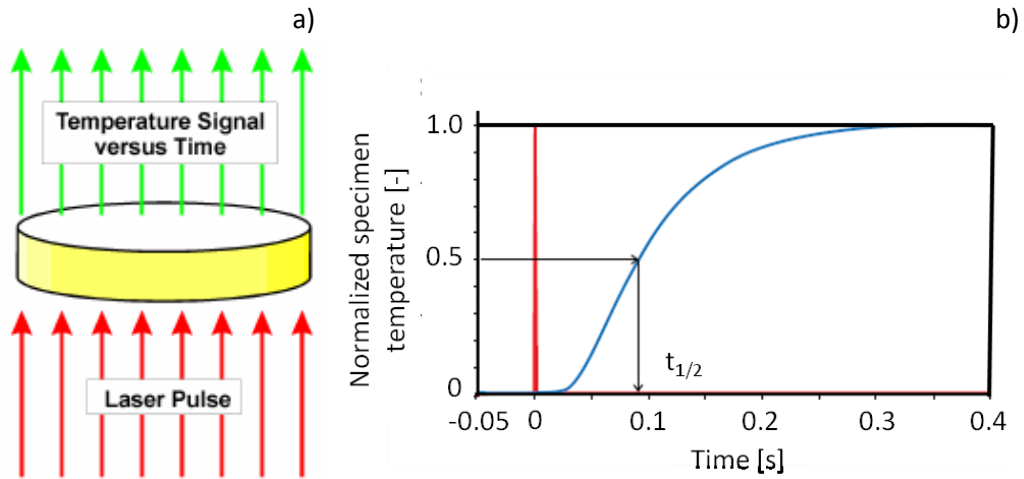 a)
Temperature Signal
versus Time
Laser Pulse
b)
Normalized specimen
temperature [-]
1.0
0.5
0
t1/2
-0.05 0 0.1 0.2 0.3 0.4
Time [s]